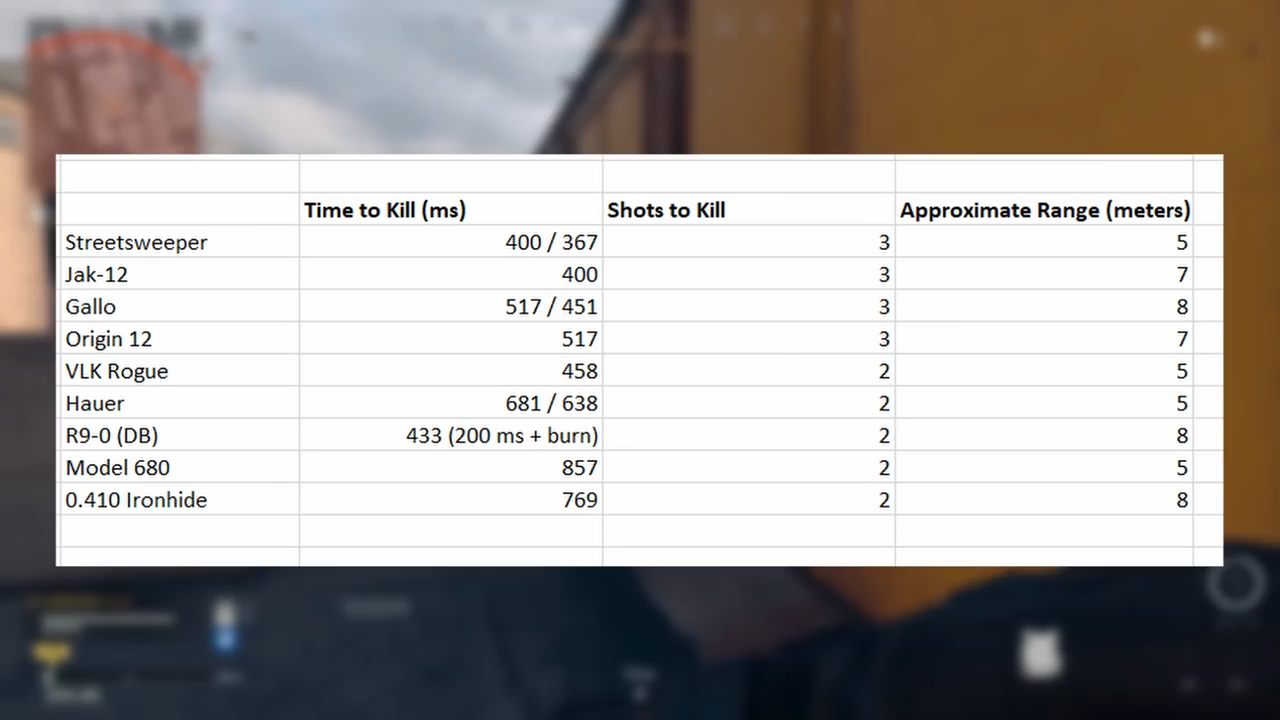 Time to Kill (ms) Shots to Kill Approximate Range (meters)
Streetsweeper 400 / 367 3 5
Jak-12 400 3 7
Gallo 517 / 451 3 8
Origin 12 517 3 7
VLK Rogue 458 2 5
Hauer 681 / 638 2 5
R9-0 (DB) 433 (200 ms + burn) 2 8
Model 680 857 2 5
0.410 Ironhide 769 2 8